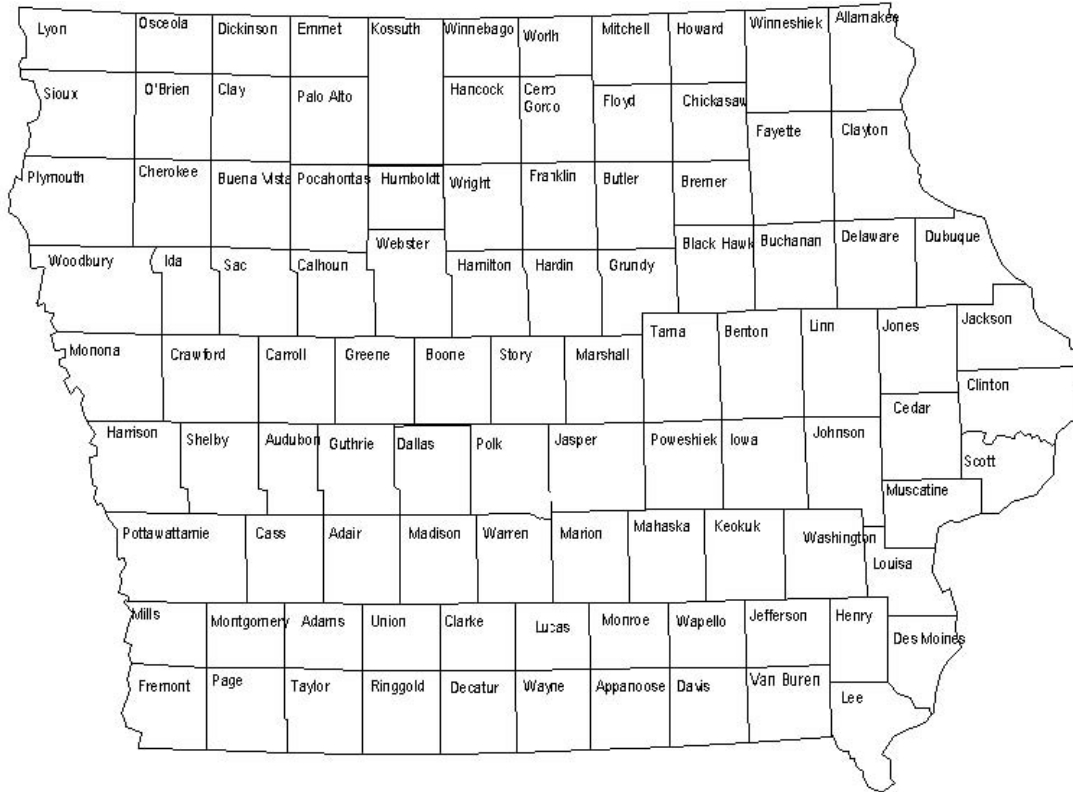 Lyon
Osceola
Dickinson
Emmet
Kossuth
Winnebago
Worth
Mitchell
Howard
Winneshiek
Allamakee
Sioux
O'Brien
Clay
Palo Alto
Hancock
Cerro
Gorco
Floyd
Chickasaw
Fayette
Clayton
Plymouth
Cherokee
Buena Vista
Pocahontas
Humboldt
Wright
Franklin
Butler
Bremer
Webster
Black Hawk
Buchanan
Delaware
Dubuque
Woodbury
Ida
Sac
Calhoun
Hamilton
Hardin
Grundy
Monona
Crawford
Carroll
Greene
Boone
Story
Marshall
Tama
Benton
Linn
Jones
Jackson
Clinton
Cedar
Harrison
Shelby
Audubon
Guthrie
Dallas
Polk
Jasper
Poweshiek
Iowa
Johnson
Scott
Muscatine
Pottawattamie
Cass
Adair
Madison
Warren
Marion
Mahaska
Keokuk
Washington
Louisa
Mills
Montgomery
Adams
Union
Clarke
Lucas
Monroe
Wapello
Jefferson
Henry
Des Moines
Fremont
Page
Taylor
Ringgold
Decatur
Wayne
Appanoose
Davis
Van Buren
Lee